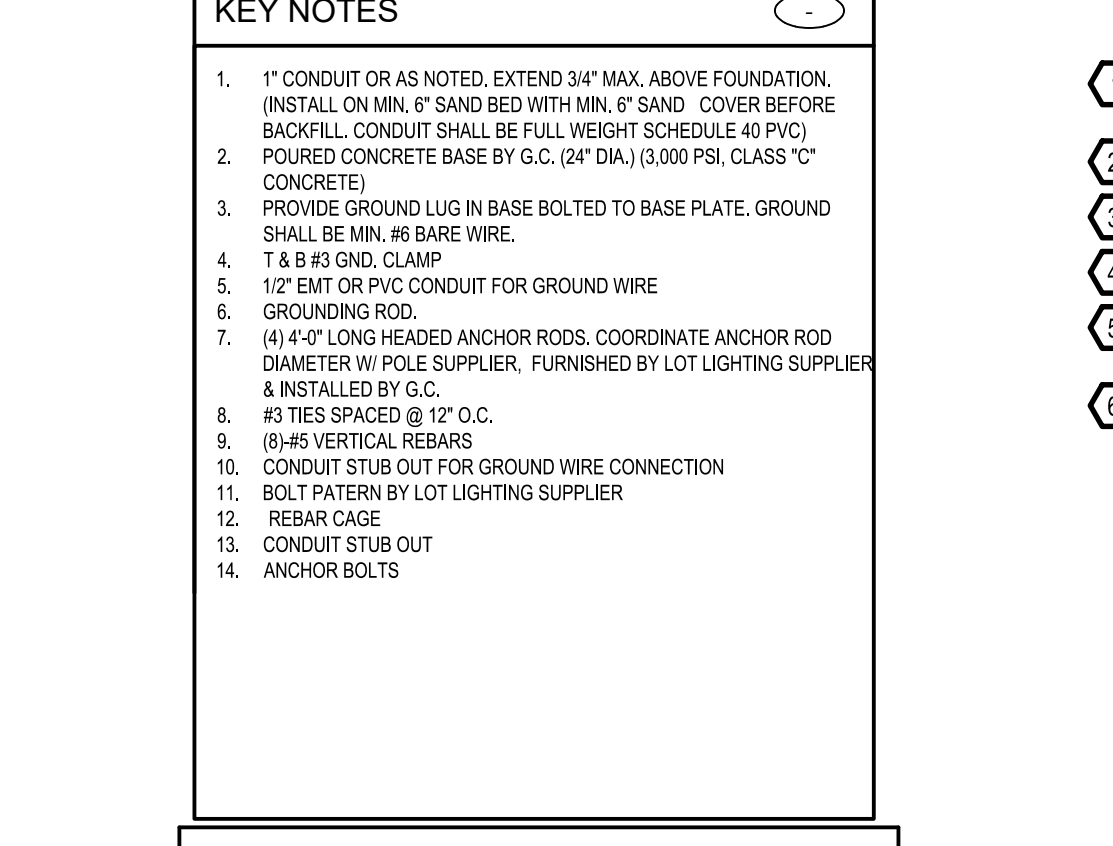 KEY NOTES
-
1. 1" CONDUIT OR AS NOTED. EXTEND 3/4" MAX. ABOVE FOUNDATION.
(INSTALL ON MIN. 6" SAND BED WITH MIN. 6" SAND COVER BEFORE
BACKFILL. CONDUIT SHALL BE FULL WEIGHT SCHEDULE 40 PVC)
2. POURED CONCRETE BASE BY G.C. (24" DIA.) (3,000 PSI, CLASS "C"
CONCRETE)
3. PROVIDE GROUND LUG IN BASE BOLTED TO BASE PLATE. GROUND
SHALL BE MIN. #6 BARE WIRE.
4. T & B #3 GND. CLAMP
5. 1/2" EMT OR PVC CONDUIT FOR GROUND WIRE
6. GROUNDING ROD.
7. (4) 4'-0" LONG HEADED ANCHOR RODS. COORDINATE ANCHOR ROD
DIAMETER W/ POLE SUPPLIER, FURNISHED BY LOT LIGHTING SUPPLIER
& INSTALLED BY G.C.
8. #3 TIES SPACED @ 12" O.C.
9. (8)-#5 VERTICAL REBARS
10. CONDUIT STUB OUT FOR GROUND WIRE CONNECTION
11. BOLT PATERN BY LOT LIGHTING SUPPLIER
12. REBAR CAGE
13. CONDUIT STUB OUT
14. ANCHOR BOLTS
2
3
4
5
6